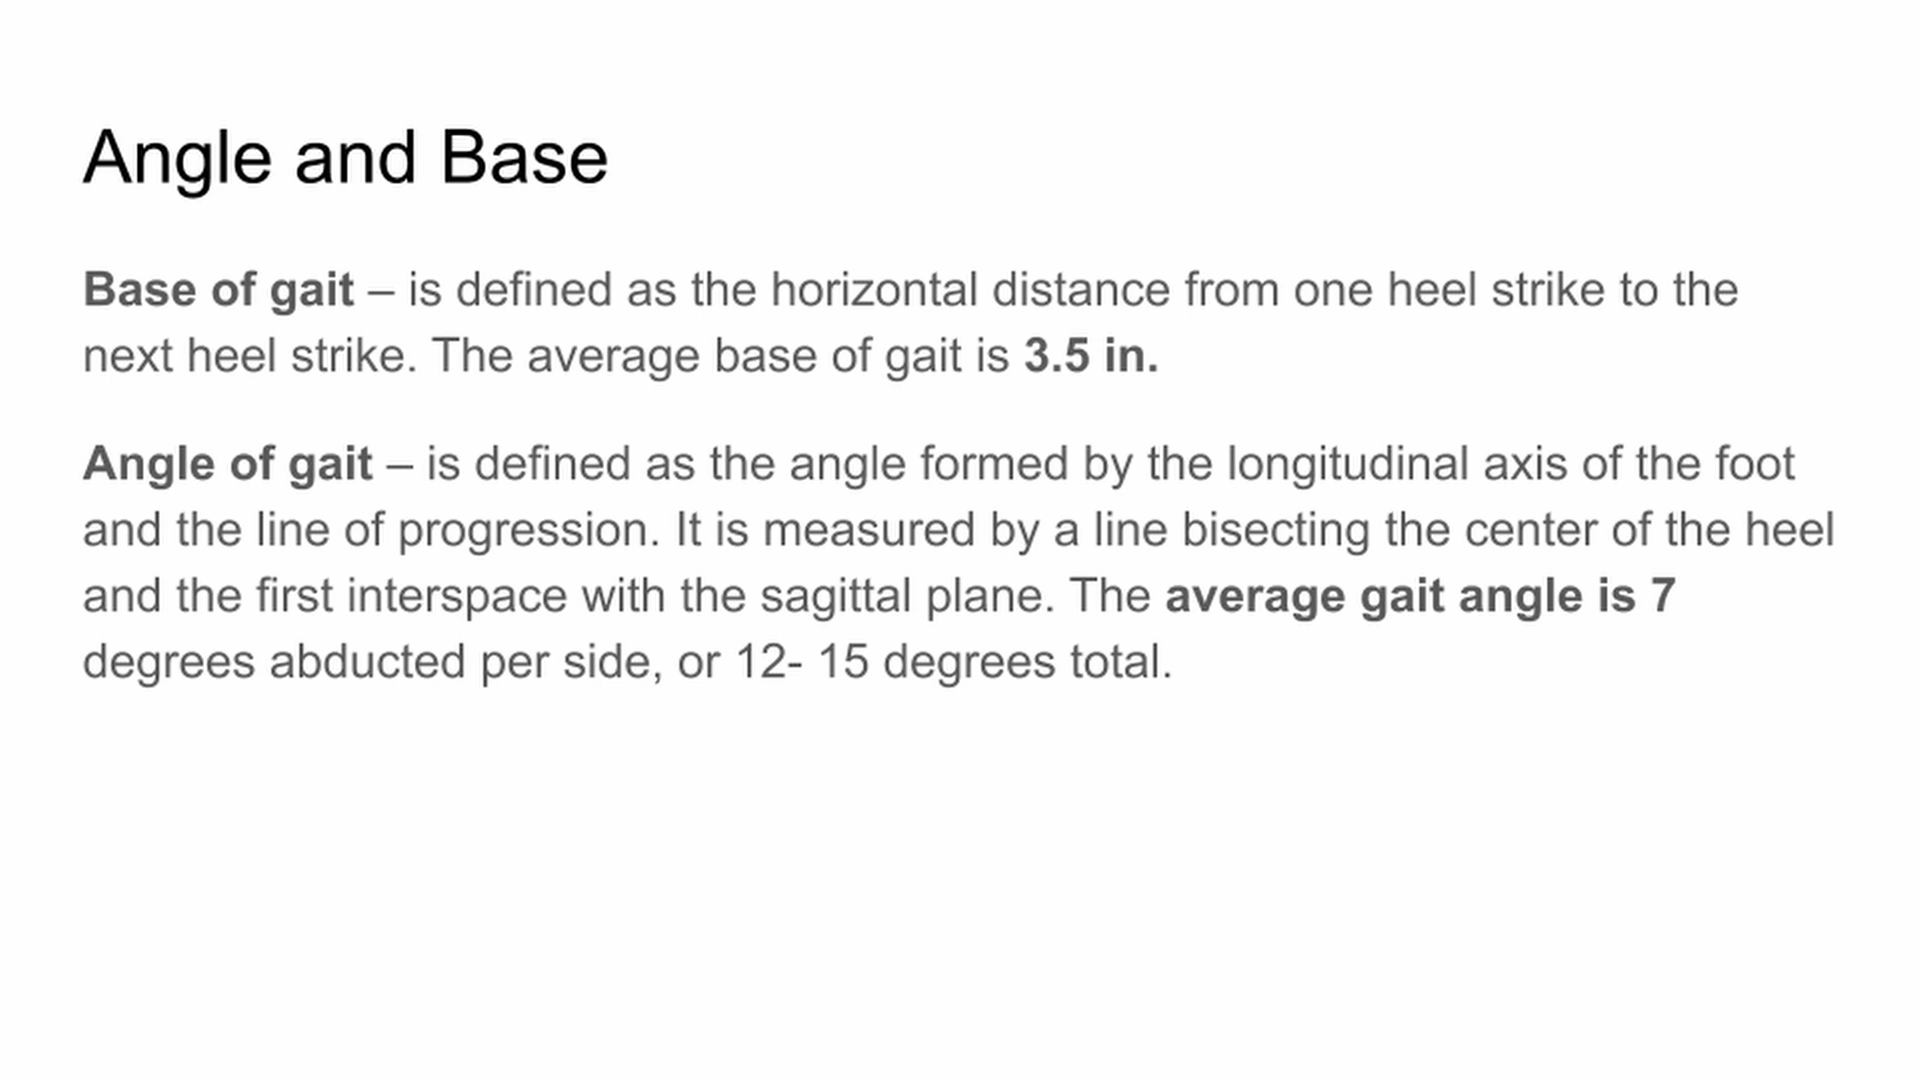 Angle and Base
Base of gait – is defined as the horizontal distance from one heel strike to the
next heel strike. The average base of gait is 3.5 in.
Angle of gait – is defined as the angle formed by the longitudinal axis of the foot
and the line of progression. It is measured by a line bisecting the center of the heel
and the first interspace with the sagittal plane. The average gait angle is 7
degrees abducted per side, or 12- 15 degrees total.